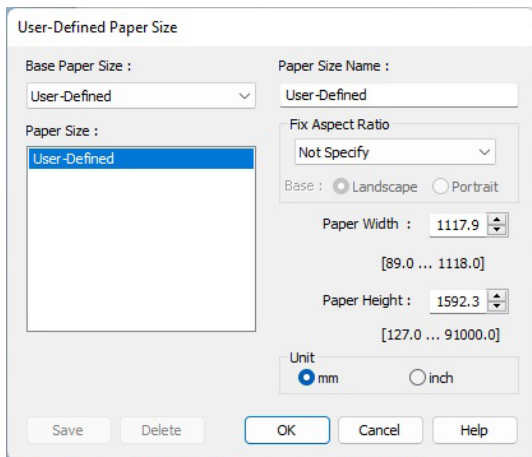 User-Defined Paper Size
Base Paper Size :
User-Defined
Paper Size :
User-Defined
Paper Size Name :
User-Defined
Fix Aspect Ratio
Not Specify
Base : Landscape Portrait
Paper Width : 1117.9
[89.0 ... 1118.0]
Paper Height : 1592.3
[127.0 ... 91000.0]
Unit
mm inch
Save Delete OK Cancel Help